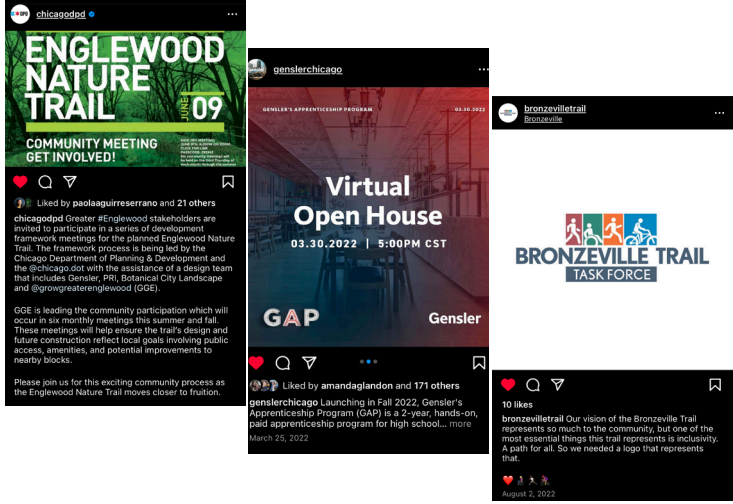 chicagodpd
ENGLEWOOD
NATURE
TRAIL
JUNE
09
COMMUNITY MEETING
GET INVOLVED!
Liked by paolaaguirreserrano and 21 others
chicagodpd Greater #Englewood stakeholders are
invited to participate in a series of development
framework meetings for the planned Englewood Nature
Trail. The framework process is being led by the
Chicago Department of Planning & Development and
the @chicago.dot with the assistance of a design team
that includes Gensler, PRI, Botanical City Landscape
and @growgreaterenglewood (GGE).
GGE is leading the community participation which will
occur in six monthly meetings this summer and fall.
These meetings will help ensure the trail's design and
future construction reflect local goals involving public
access, amenities, and potential improvements to
nearby blocks.
Please join us for this exciting community process as
the Englewood Nature Trail moves closer to fruition.
genslerchicago
GENSLER'S APPRENTICESHIP PROGRAM
03.30.2022
Virtual
Open House
03.30.2022 | 5:00PM CST
GAP
Gensler
Liked by amandaglandon and 171 others
genslerchicago Launching in Fall 2022, Gensler's
Apprenticeship Program (GAP) is a 2-year, hands-on,
paid apprenticeship program for high school... more
March 25, 2022
bronzevilletrail
Bronzeville
BRONZEVILLE TRAIL
TASK FORCE
10 likes
bronzevilletrail Our vision of the Bronzeville Trail
represents so much to the community, but one of the
most essential things this trail represents is inclusivity.
A path for all. So we needed a logo that represents
that.
August 2, 2022